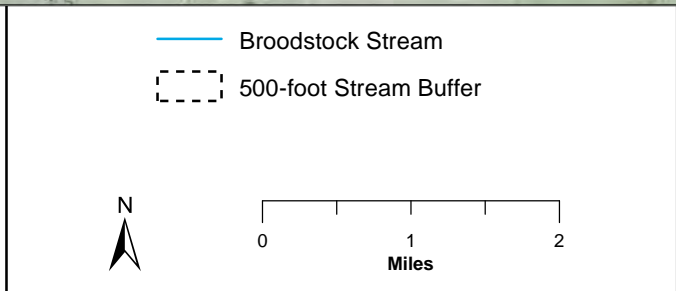 Broodstock Stream
500-foot Stream Buffer
N
0 1 2
Miles